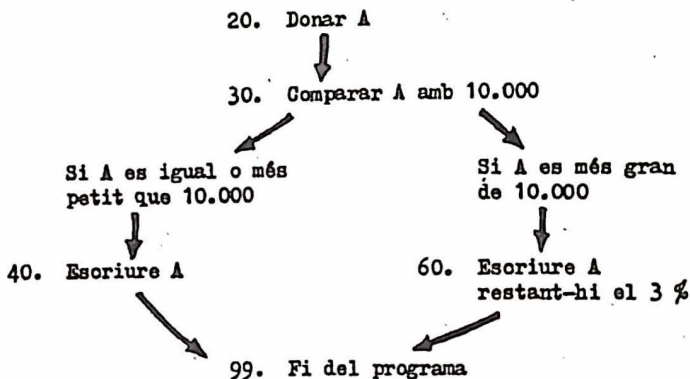 20. Donar A
30. Comparar A amb 10.000
Si A es igual o més
petit que 10.000
Si A es més gran
de 10.000
40. Escriure A
60. Escriure A
restant-hi el 3 %
99. Fi del programa